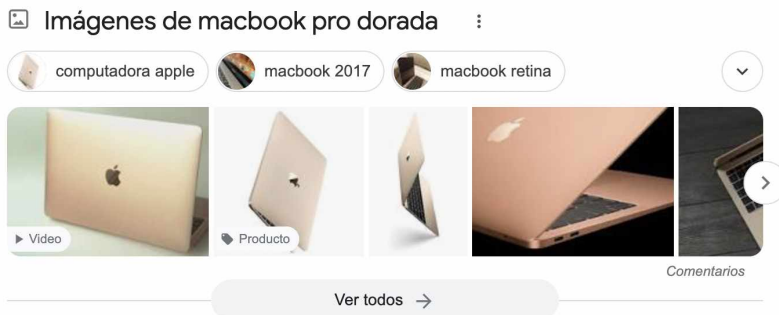 Imágenes de macbook pro dorada
computadora apple
macbook 2017
macbook retina
Video
Producto
Comentarios
Ver todos